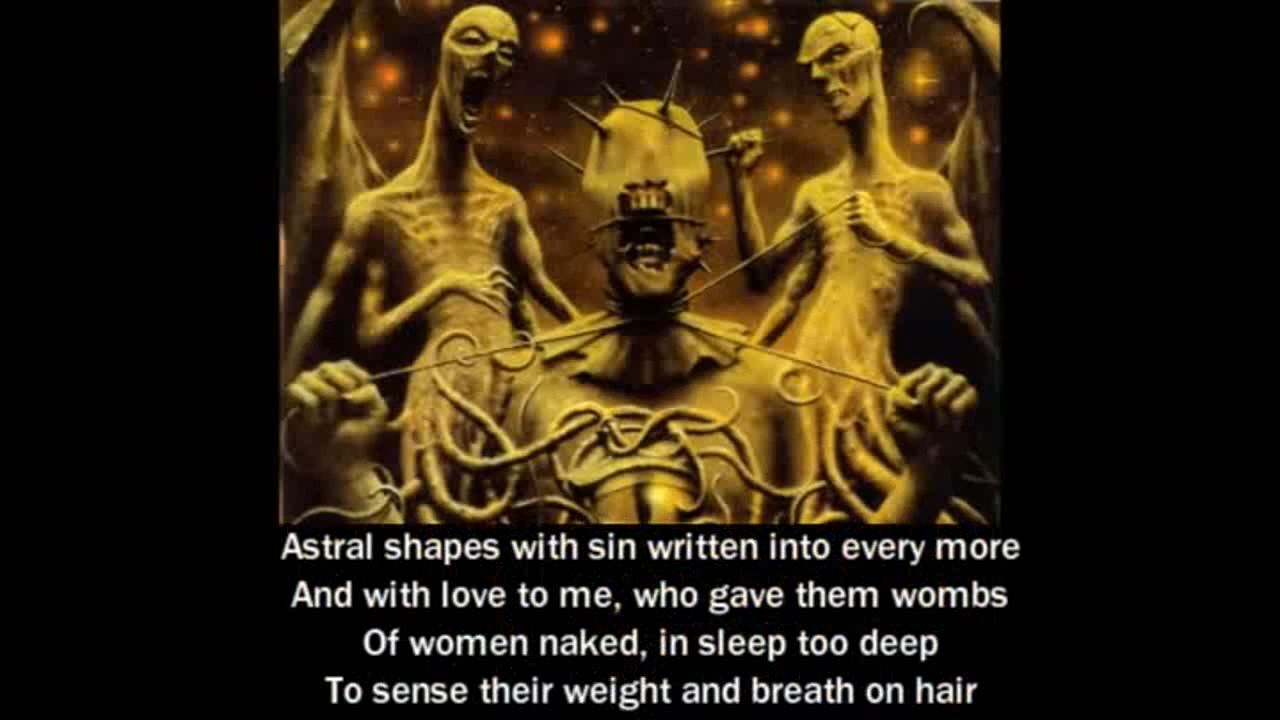 Astral shapes with sin written into every more
And with love to me, who gave them wombs
Of women naked, in sleep too deep
To sense their weight and breath on hair